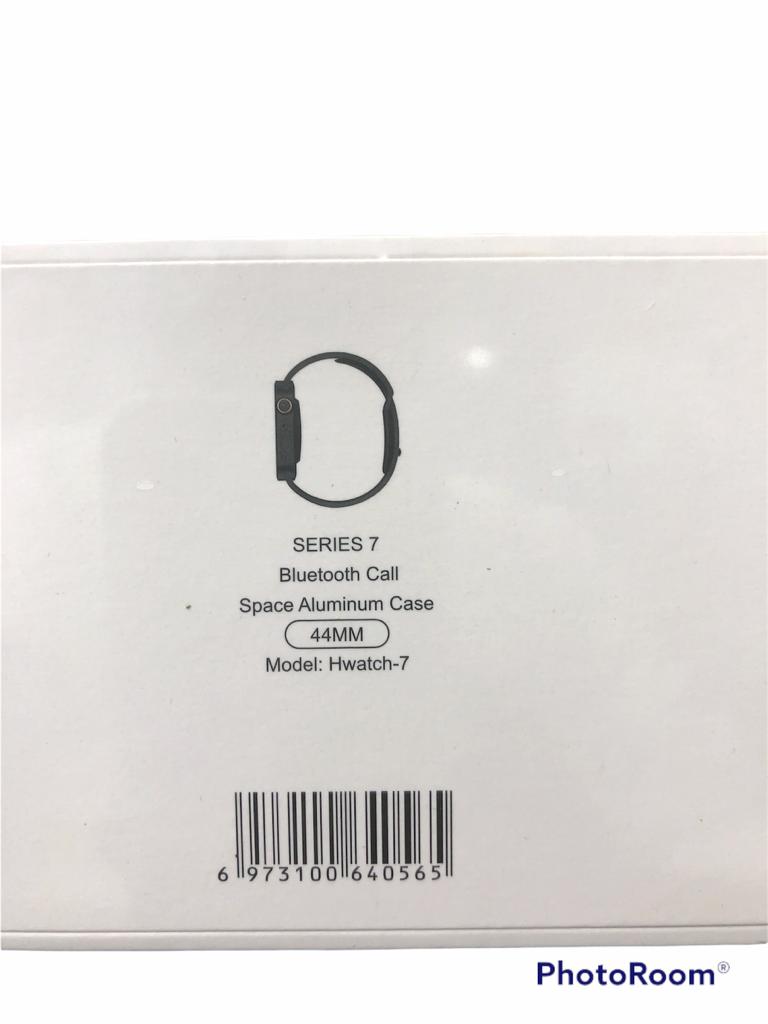 SERIES 7
Bluetooth Call
Space Aluminum Case
44MM
Model: Hwatch-7
6 973100 640565
PhotoRoom®